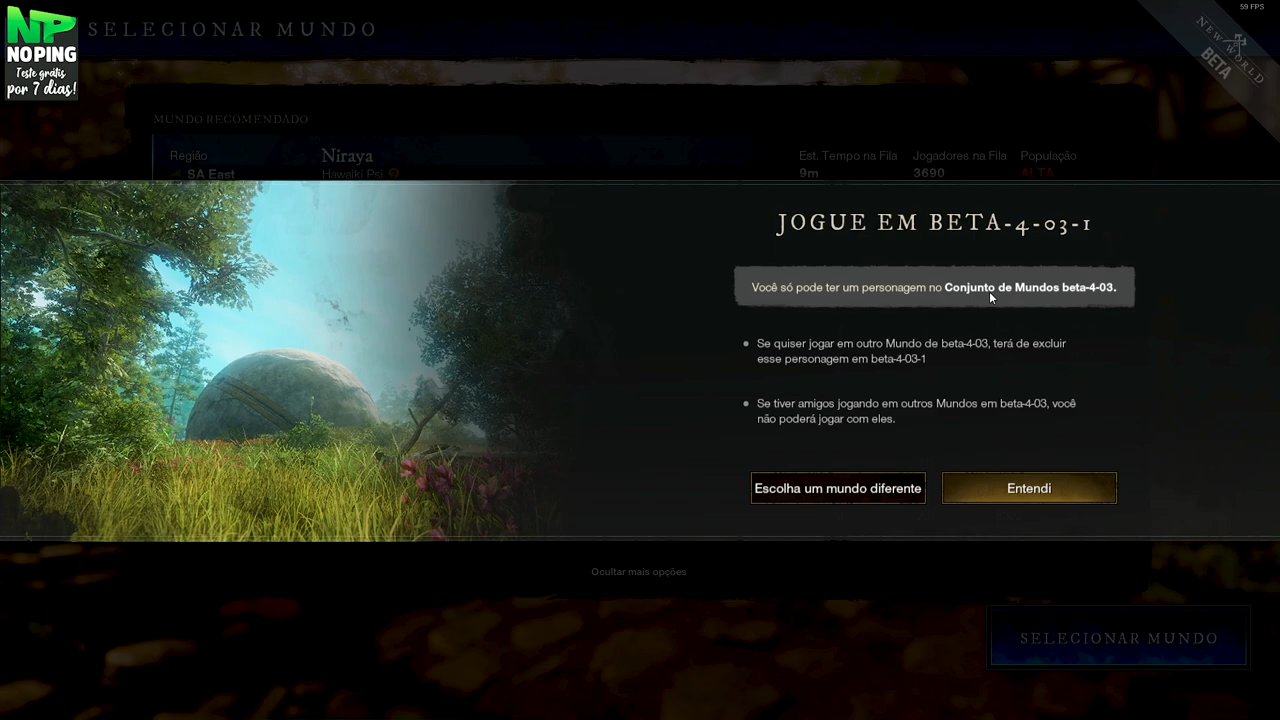 59 FPS
NP
NOPING
Teste grátis
por 7 dias!
SELECIONAR MUNDO
NEW WORLD
BETA
MUNDO RECOMENDADO
Região Niraya Est. Tempo na Fila Jogadores na Fila População
SA East Hawaiki Psi ? 9m 3690 ALTA
JOGUE EM BETA-4-03-1
Você só pode ter um personagem no Conjunto de Mundos beta-4-03.
Se quiser jogar em outro Mundo de beta-4-03, terá de excluir
esse personagem em beta-4-03-1
Se tiver amigos jogando em outros Mundos em beta-4-03, você
não poderá jogar com eles.
Escolha um mundo diferente Entendi
Ocultar mais opções
SELECIONAR MUNDO